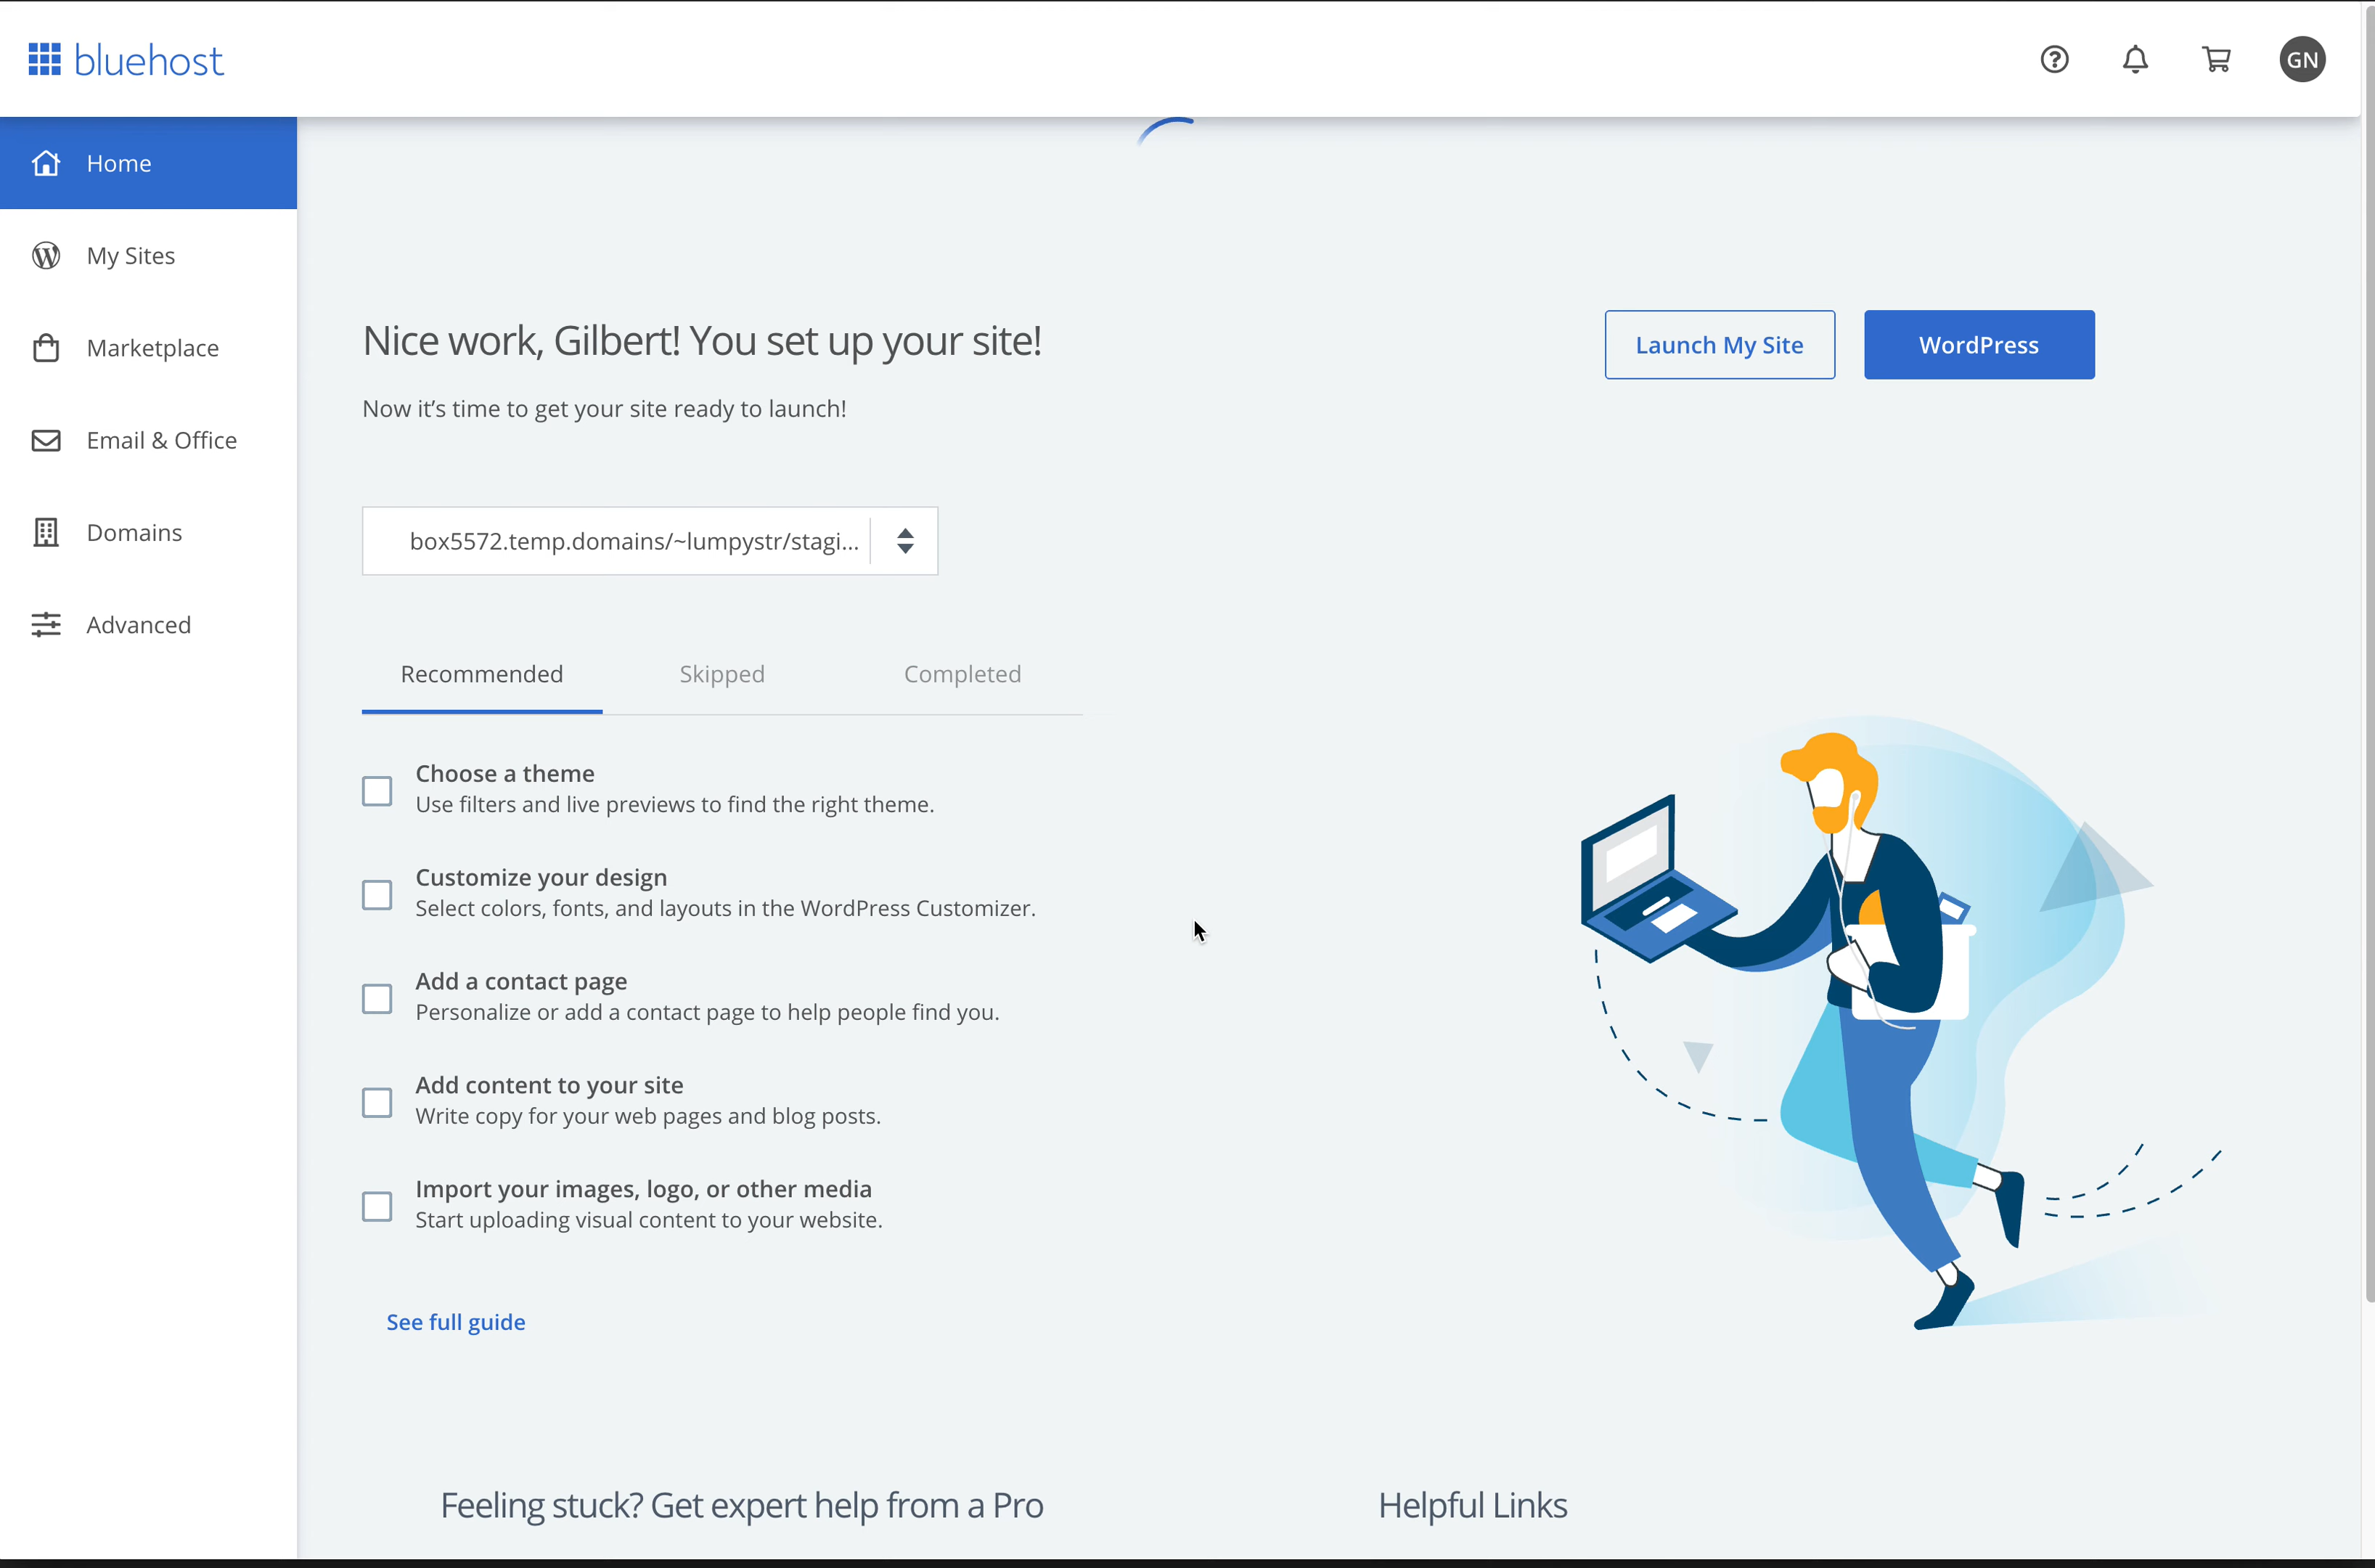 bluehost
GN
Home
My Sites
Marketplace
Email & Office
Domains
Advanced
Nice work, Gilbert! You set up your site!
Now it’s time to get your site ready to launch!
Launch My Site
WordPress
box5572.temp.domains/~lumpystr/stagi...
Recommended
Skipped
Completed
Choose a theme
Use filters and live previews to find the right theme.
Customize your design
Select colors, fonts, and layouts in the WordPress Customizer.
Add a contact page
Personalize or add a contact page to help people find you.
Add content to your site
Write copy for your web pages and blog posts.
Import your images, logo, or other media
Start uploading visual content to your website.
See full guide
Feeling stuck? Get expert help from a Pro
Helpful Links